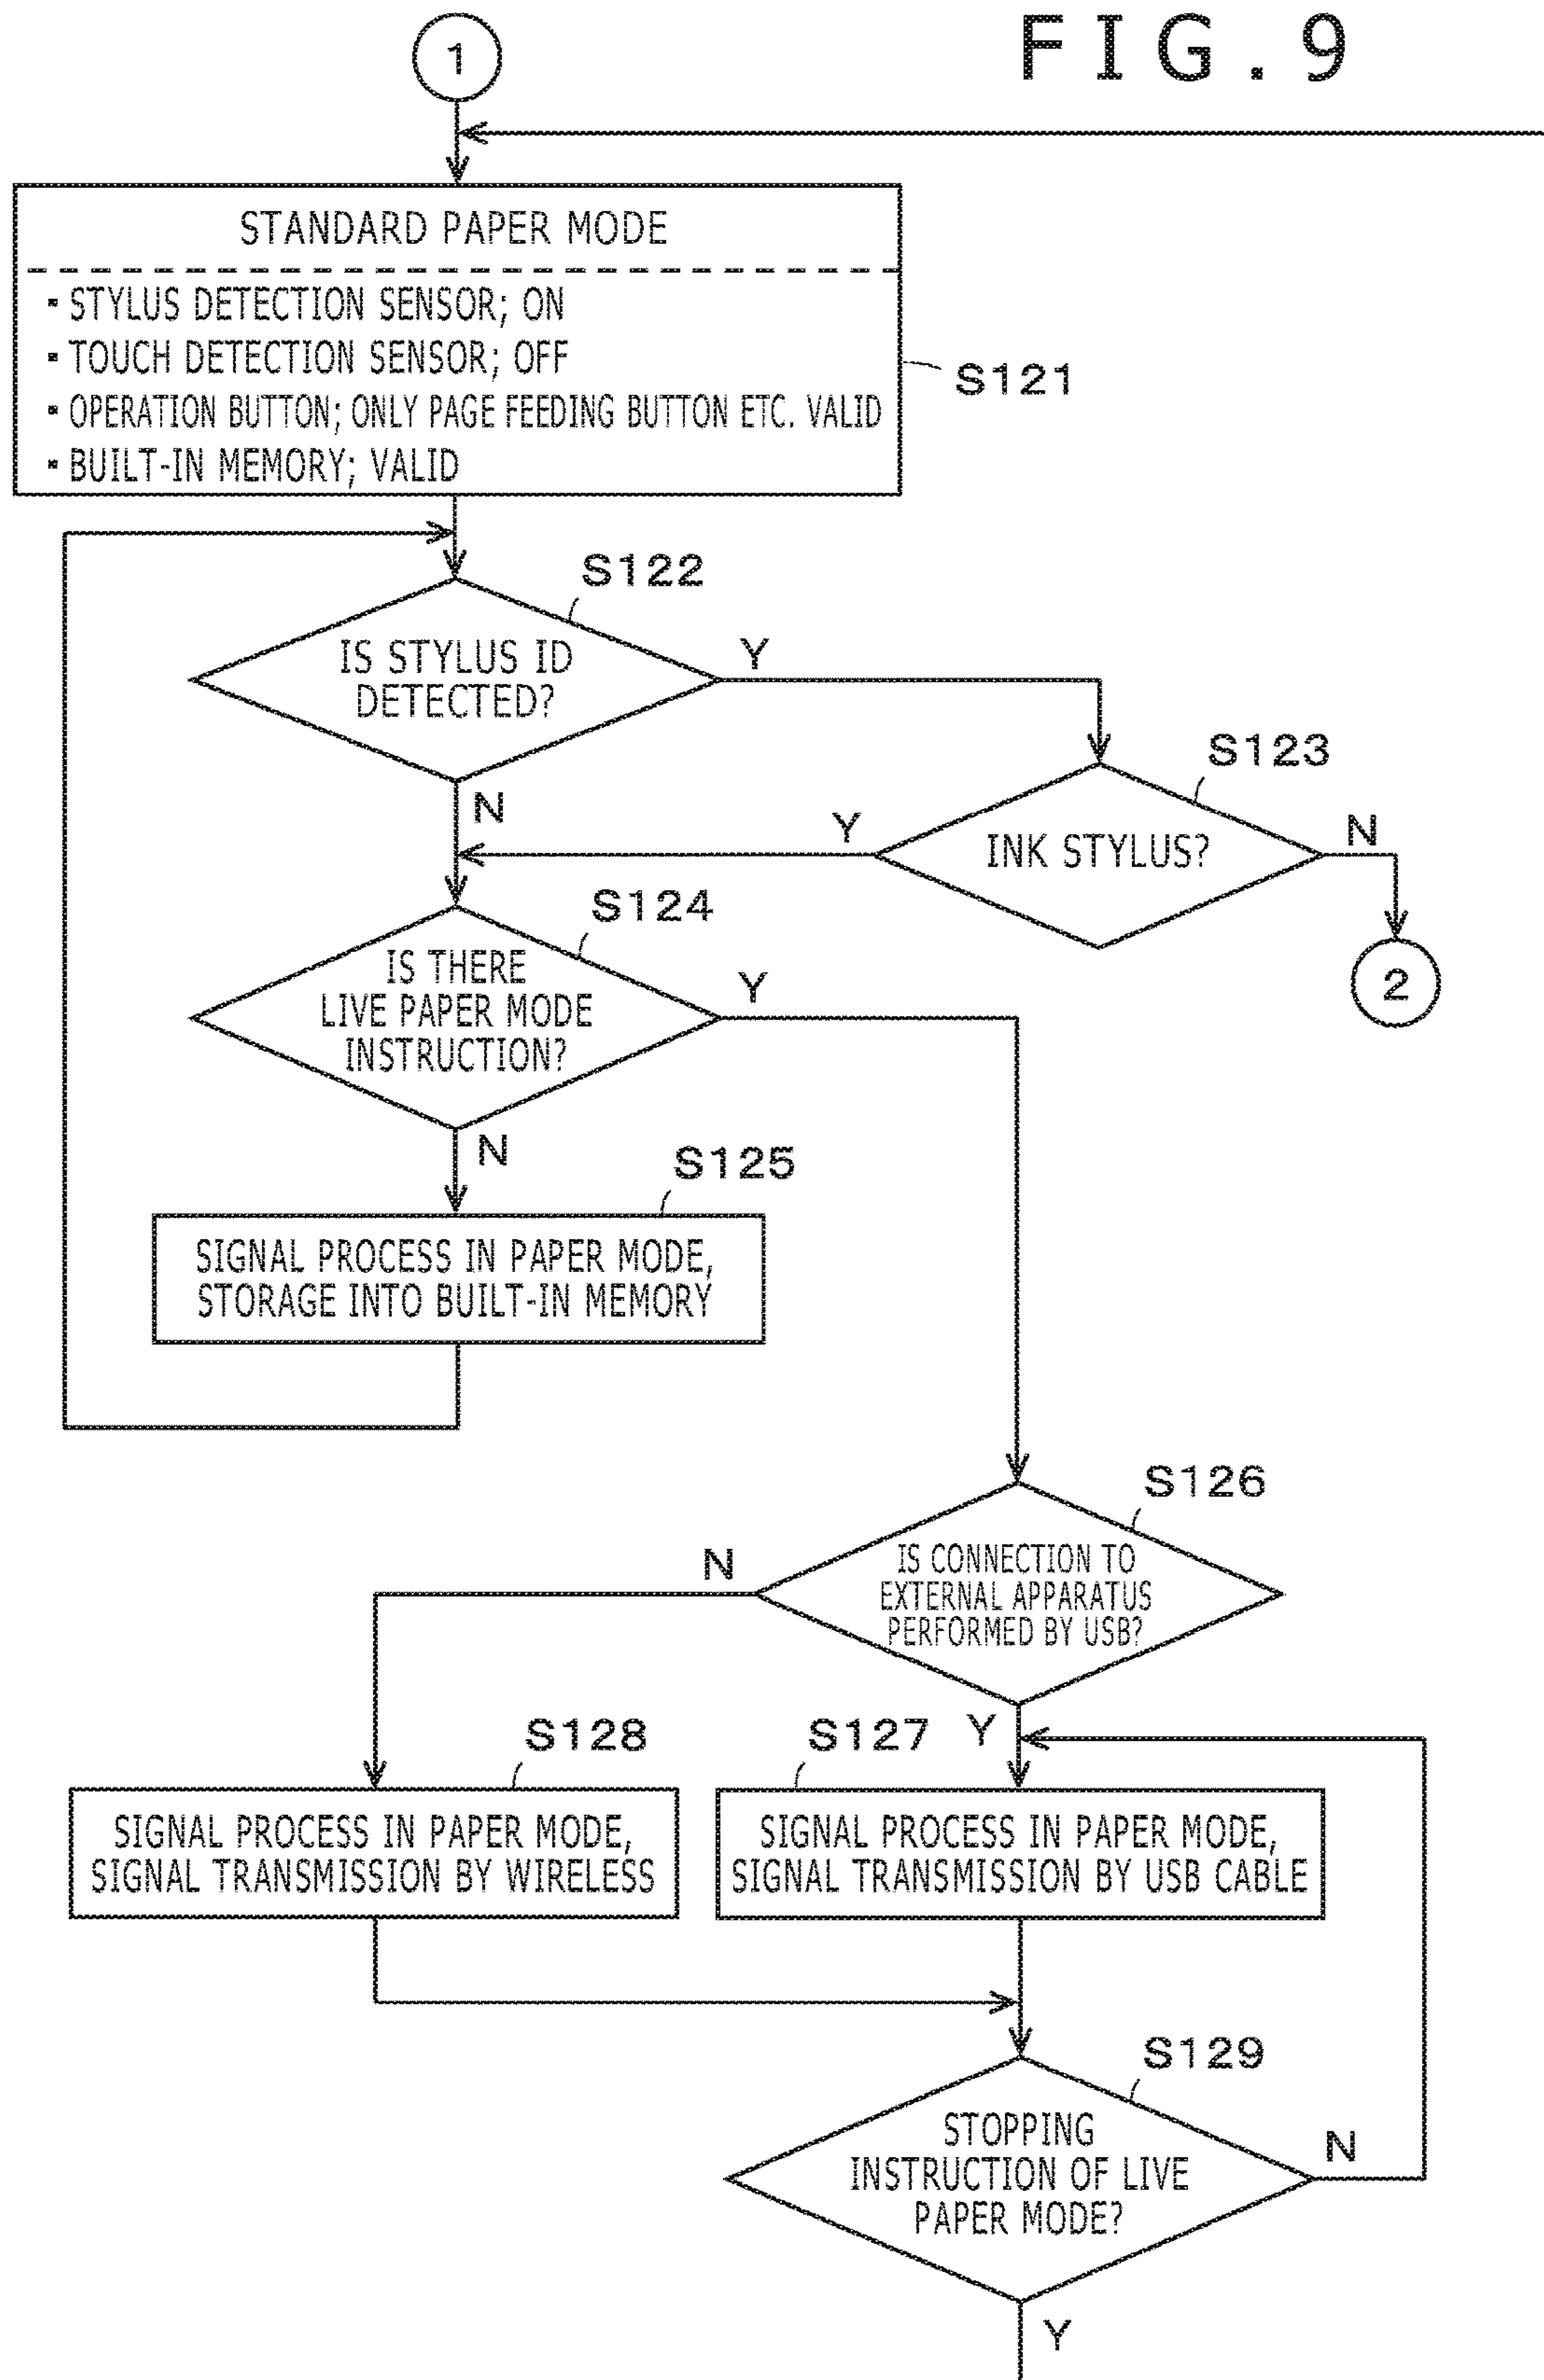 FIG.9
1
STANDARD PAPER MODE
▪ STYLUS DETECTION SENSOR; ON
▪ TOUCH DETECTION SENSOR; OFF
▪ OPERATION BUTTON; ONLY PAGE FEEDING BUTTON ETC. VALID
▪ BUILT-IN MEMORY; VALID
S121
S122
IS STYLUS ID
DETECTED?
Y
N
S123
INK STYLUS?
Y
N
2
S124
IS THERE
LIVE PAPER MODE
INSTRUCTION?
Y
N
S125
SIGNAL PROCESS IN PAPER MODE,
STORAGE INTO BUILT-IN MEMORY
S126
IS CONNECTION TO
EXTERNAL APPARATUS
PERFORMED BY USB?
N
Y
S128
SIGNAL PROCESS IN PAPER MODE,
SIGNAL TRANSMISSION BY WIRELESS
S127
SIGNAL PROCESS IN PAPER MODE,
SIGNAL TRANSMISSION BY USB CABLE
S129
STOPPING
INSTRUCTION OF LIVE
PAPER MODE?
N
Y